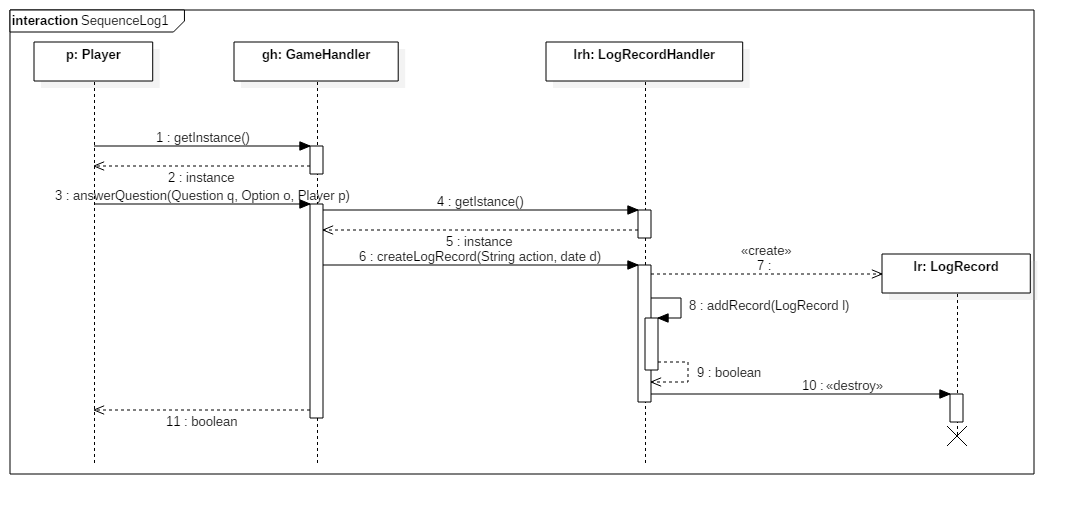 interaction SequenceLog1
p: Player
gh: GameHandler
lrh: LogRecordHandler
1 : getInstance()
2 : instance
3 : answerQuestion(Question q, Option o, Player p)
4 : getIstance()
5 : instance
6 : createLogRecord(String action, date d)
«create»
7 :
lr: LogRecord
8 : addRecord(LogRecord l)
9 : boolean
10 : «destroy»
11 : boolean